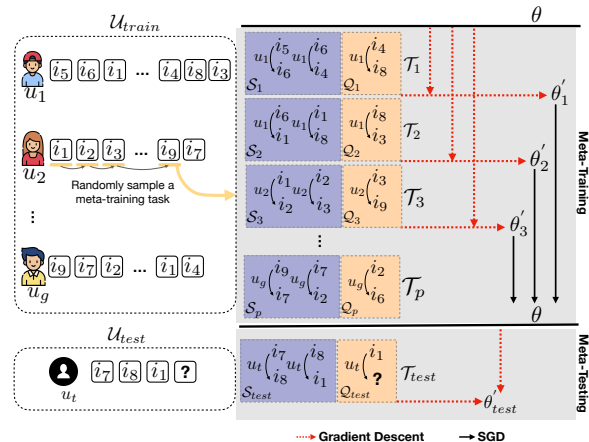 𝒰train
θ
u1 i5 i6 i1 ... i4 i8 i3
u1 i5 i6 u1 i6 i4 S1
u1 i4 i8 Q1
T1
θ'1
u1 i6 i1 u1 i1 i8 S2
u1 i8 i3 Q2
T2
θ'2
u2 i1 i2 i3 ... i9 i7
Randomly sample a
meta-training task
u2 i1 i2 u2 i2 i3 S3
u2 i3 i9 Q3
T3
θ'3
⋮
⋮
ug i9 i7 i2 ... i1 i4
ug i9 i7 ug i7 i2 Sp
ug i2 i6 Qp
Tp
θ
Meta-Training
𝒰test
ut i7 i8 i1 ?
ut i7 i8 ut i8 i1 Stest
ut i1 ? Qtest
Ttest
θ'test
Meta-Testing
Gradient Descent
SGD